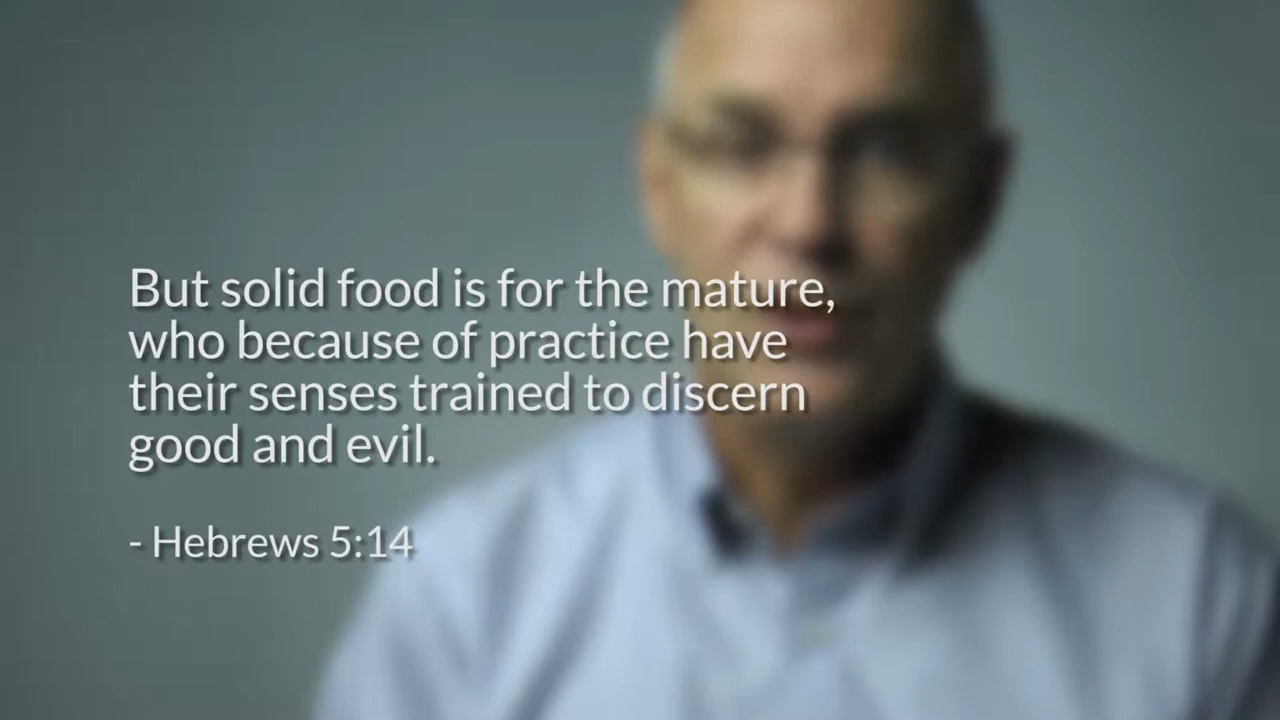 But solid food is for the mature,
who because of practice have
their senses trained to discern
good and evil.
- Hebrews 5:14